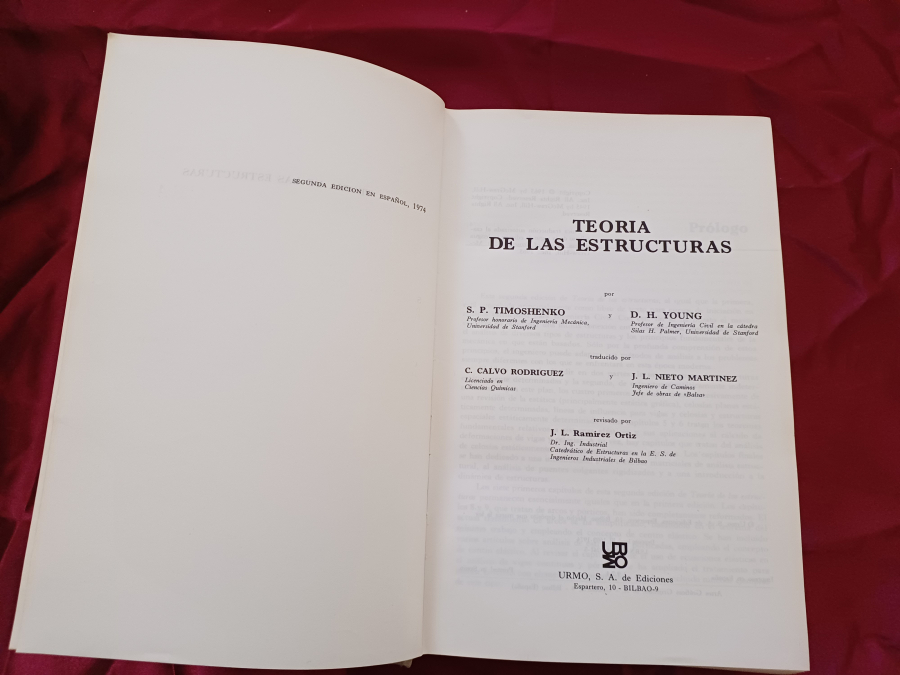 SEGUNDA EDICION EN ESPAÑOL, 1974
TEORIA
DE LAS ESTRUCTURAS
por
S. P. TIMOSHENKO
Profesor honorario de Ingeniería Mecánica,
Universidad de Stanford
y
D. H. YOUNG
Profesor de Ingeniería Civil en la cátedra
Silas H. Palmer, Universidad de Stanford
traducido por
C. CALVO RODRIGUEZ
Licenciado en
Ciencias Químicas
y
J. L. NIETO MARTINEZ
Ingeniero de Caminos
Jefe de obras de «Balsa»
revisado por
J. L. Ramírez Ortiz
Dr. Ing. Industrial
Catedrático de Estructuras en la E. S. de
Ingenieros Industriales de Bilbao
URMO
URMO, S. A. de Ediciones
Espartero, 10 - BILBAO-9